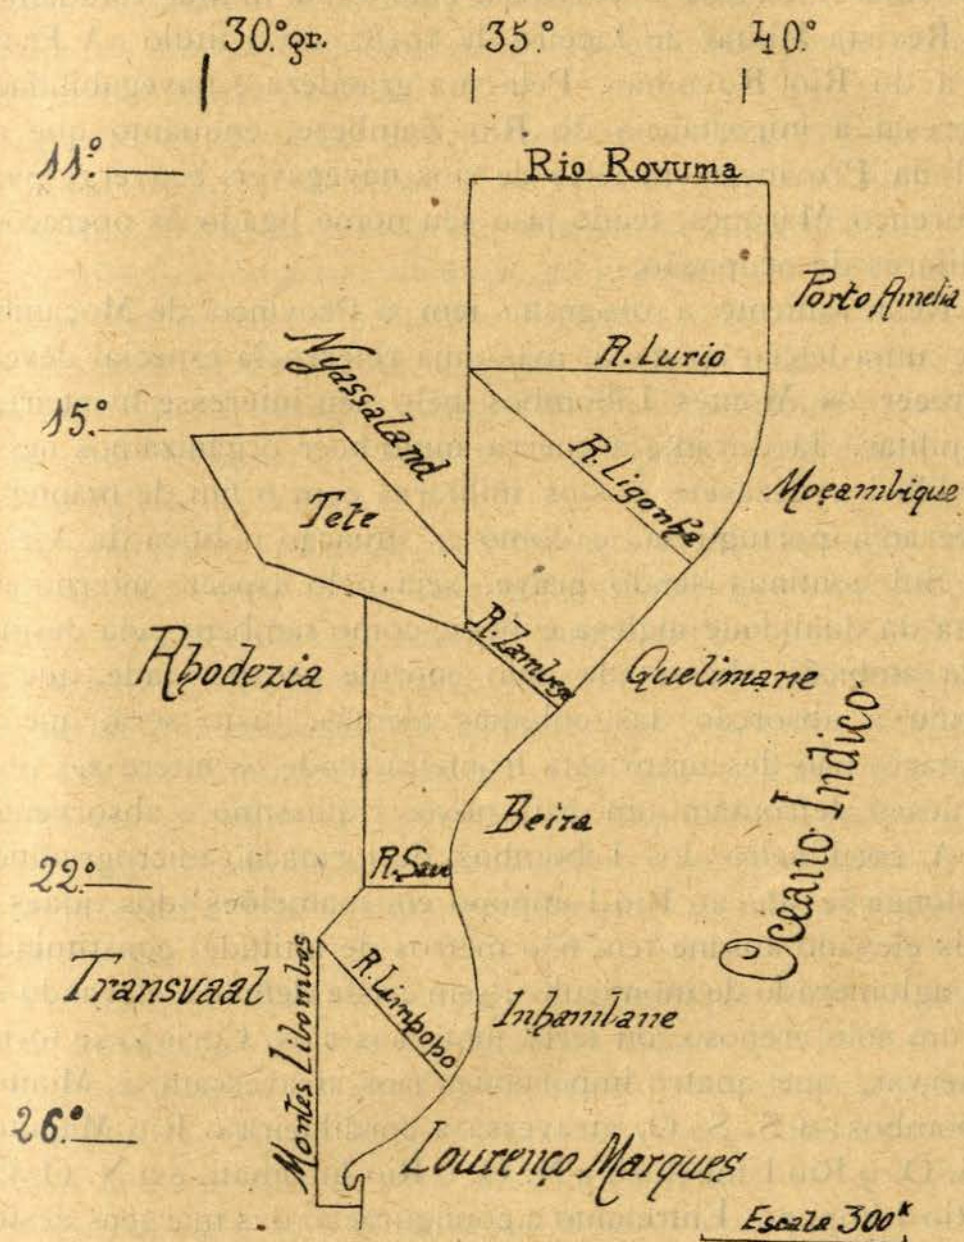 30.º gr.
35.º
40.º
11.º
Rio Rovuma
Porto Amelia
R. Lurio
Nyassaland
15.º
R. Ligonha
Moçambique
Tete
R. Zambeze
Rhodezia
Quelimane
Oceano Indico.
Beira
R. Save
22.º
Transvaal
R. Limpopo
Inhambane
Montes Libombos
26.º
Lourenço Marques
Escala 300k